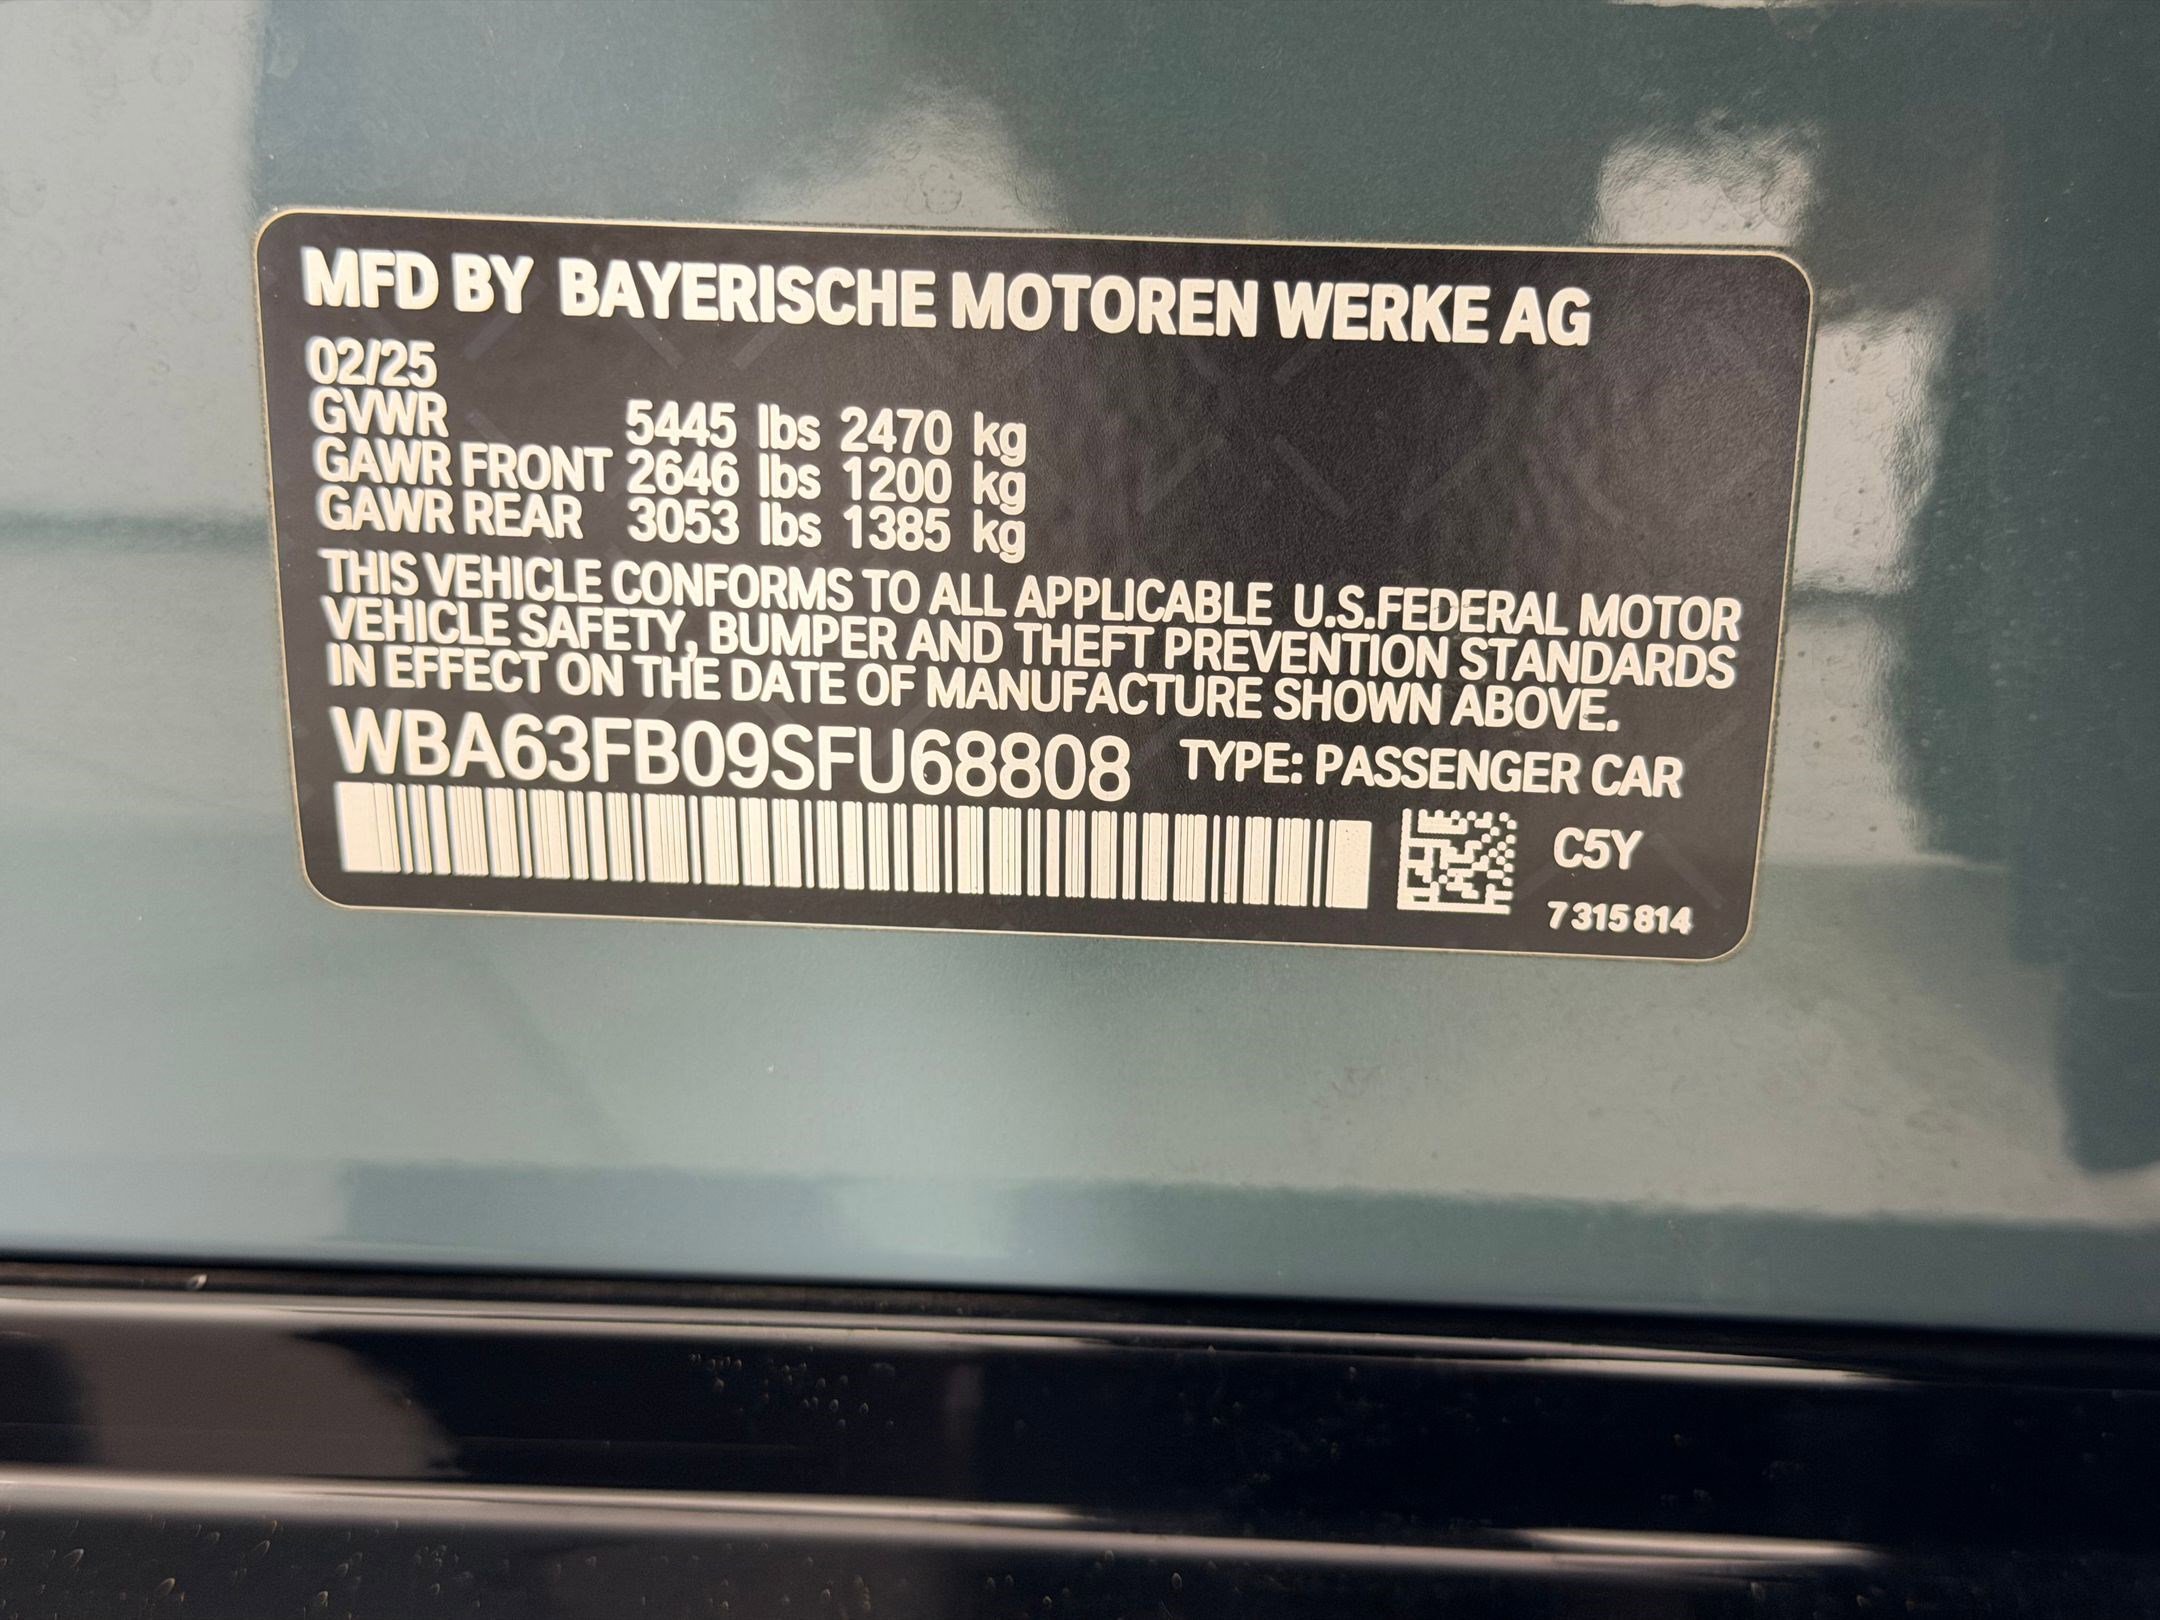 MFD BY BAYERISCHE MOTOREN WERKE AG
02/25
GVWR 5445 lbs 2470 kg
GAWR FRONT 2646 lbs 1200 kg
GAWR REAR 3053 lbs 1385 kg
THIS VEHICLE CONFORMS TO ALL APPLICABLE U.S.FEDERAL MOTOR
VEHICLE SAFETY, BUMPER AND THEFT PREVENTION STANDARDS
IN EFFECT ON THE DATE OF MANUFACTURE SHOWN ABOVE.
WBA63FB09SFU68808 TYPE: PASSENGER CAR
C5Y
7 315 814